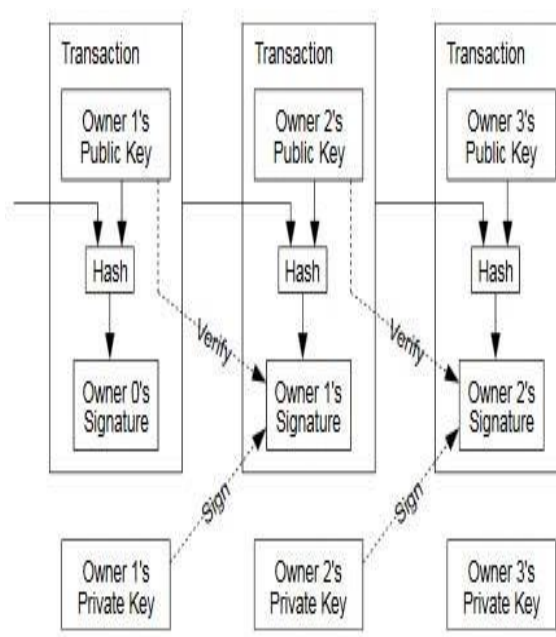 Transaction
Owner 1's
Public Key
Hash
Owner 0's
Signature
Transaction
Owner 2's
Public Key
Hash
Verify
Owner 1's
Signature
Transaction
Owner 3's
Public Key
Hash
Verify
Owner 2's
Signature
Sign
Sign
Owner 1's
Private Key
Owner 2's
Private Key
Owner 3's
Private Key